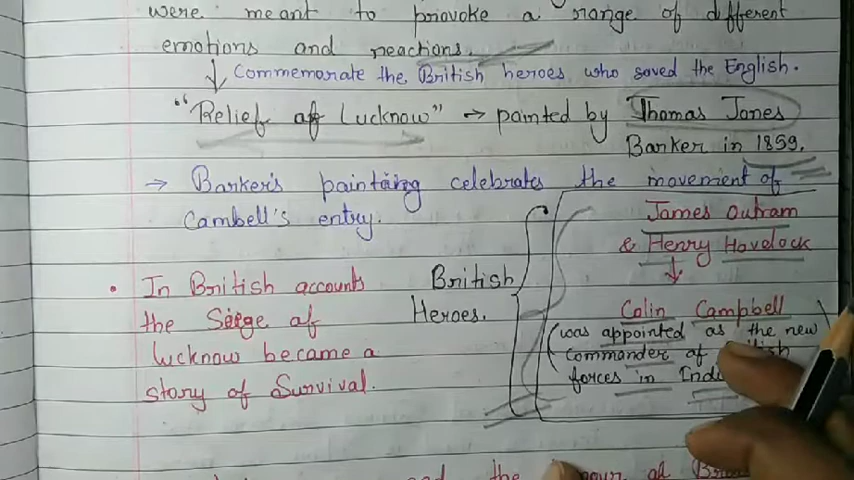 were meant to provoke a range of different
emotions and reactions.
↓ Commemorate the British heroes who saved the English.
"Relief of Lucknow" → painted by Thomas Jones
Barker in 1859.
→ Barker's painting celebrates the movement of
Cambell's entry.
James Outram
& Henry Havelock
↓
• In British accounts
the Seige of
lucknow became a
story of Survival.
British
Heroes.
Colin Campbell
(was appointed as the new
commander of
forces in
the
of